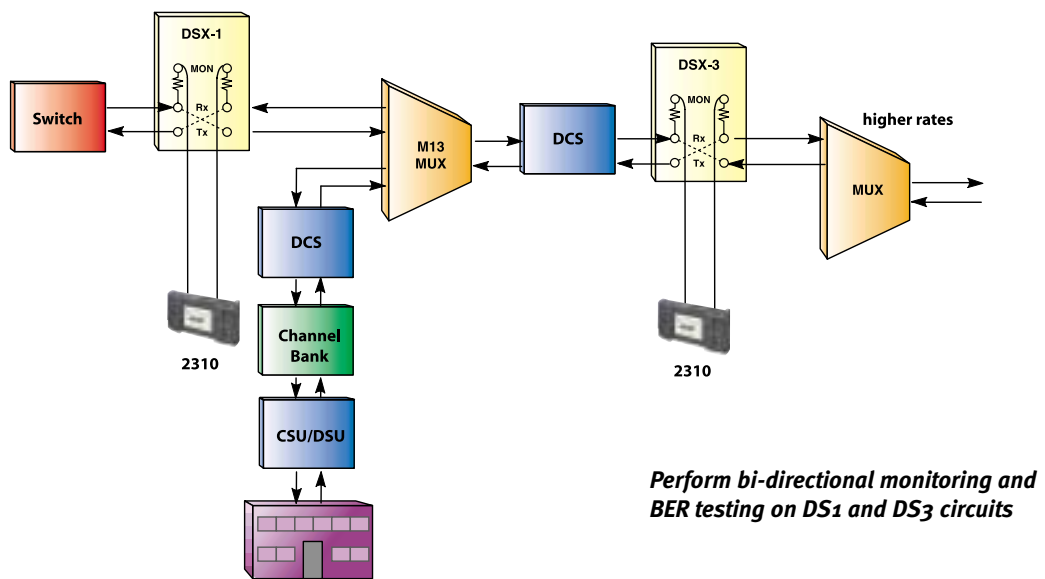 DSX-1
MON
Rx
Tx
Switch
M13
MUX
DCS
DSX-3
MON
Rx
Tx
higher rates
MUX
DCS
2310
Channel
Bank
CSU/DSU
2310
Perform bi-directional monitoring and
BER testing on DS1 and DS3 circuits